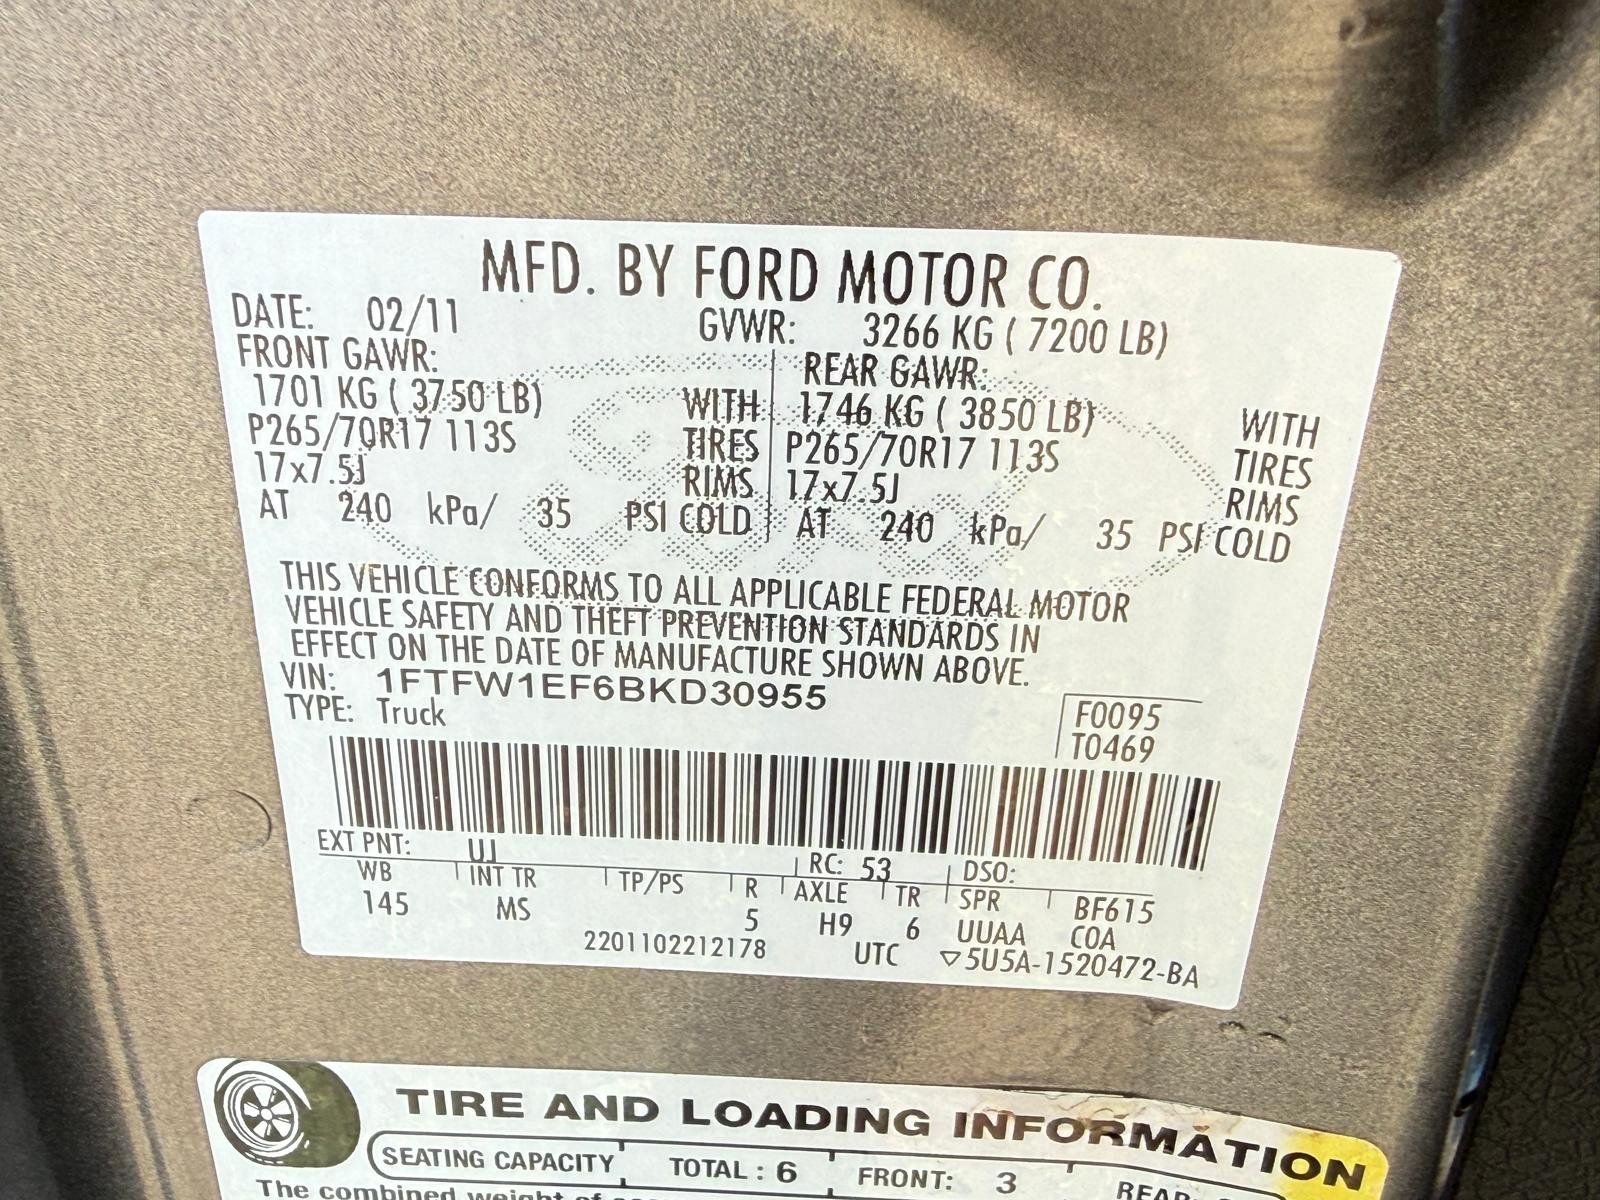 MFD. BY FORD MOTOR CO.
DATE: 02/11 GVWR: 3266 KG ( 7200 LB)
FRONT GAWR: REAR GAWR:
1701 KG ( 3750 LB) WITH 1746 KG ( 3850 LB) WITH
P265/70R17 113S TIRES P265/70R17 113S TIRES
17x7.5J RIMS 17x7.5J RIMS
AT 240 kPa/ 35 PSI COLD AT 240 kPa/ 35 PSI COLD
THIS VEHICLE CONFORMS TO ALL APPLICABLE FEDERAL MOTOR
VEHICLE SAFETY AND THEFT PREVENTION STANDARDS IN
EFFECT ON THE DATE OF MANUFACTURE SHOWN ABOVE.
VIN: 1FTFW1EF6BKD30955
TYPE: Truck
F0095
T0469
EXT PNT: UJ RC: 53 DSO:
WB INT TR TP/PS R AXLE TR SPR BF615
145 MS 5 H9 6 UUAA COA
2201102212178 UTC ▽5U5A-1520472-BA
TIRE AND LOADING INFORMATION
SEATING CAPACITY TOTAL : 6 FRONT: 3 REAR:
The combined weight of